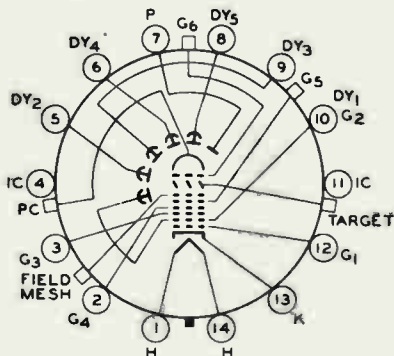 P
G6
DY5
7
8
DY4
DY3
6
9
G5
DY2
DY1
5
10
G2
IC
4
11
IC
PC
TARGET
3
12
G3
G1
FIELD
MESH
2
13
K
G4
1
14
H
H